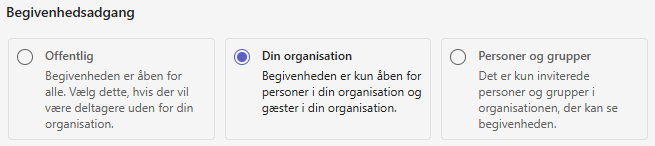 Begivenhedsadgang
Offentlig
Begivenheden er åben for
alle. Vælg dette, hvis der vil
være deltagere uden for din
organisation.
Din organisation
Begivenheden er kun åben for
personer i din organisation og
gæster i din organisation.
Personer og grupper
Det er kun inviterede
personer og grupper i
organisationen, der kan se
begivenheden.